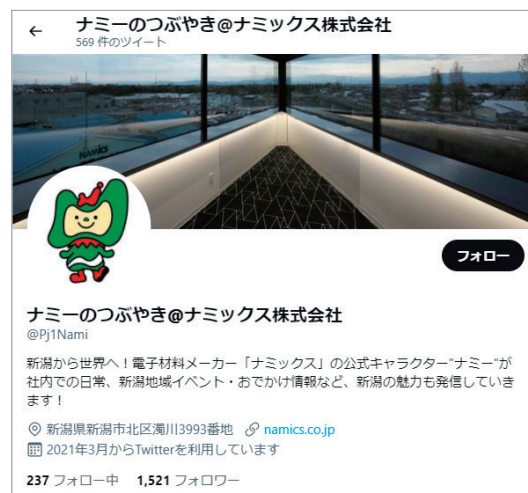 ← ナミーのつぶやき@ナミックス株式会社
569 件のツイート
NAMICS
フォロー
ナミーのつぶやき@ナミックス株式会社
@Pj1Nami
新潟から世界へ！電子材料メーカー「ナミックス」の公式キャラクター"ナミー"が
社内での日常、新潟地域イベント・おでかけ情報など、新潟の魅力も発信していき
ます！
新潟県新潟市北区濁川3993番地 namics.co.jp
2021年3月からTwitterを利用しています
237 フォロー中 1,521 フォロワー